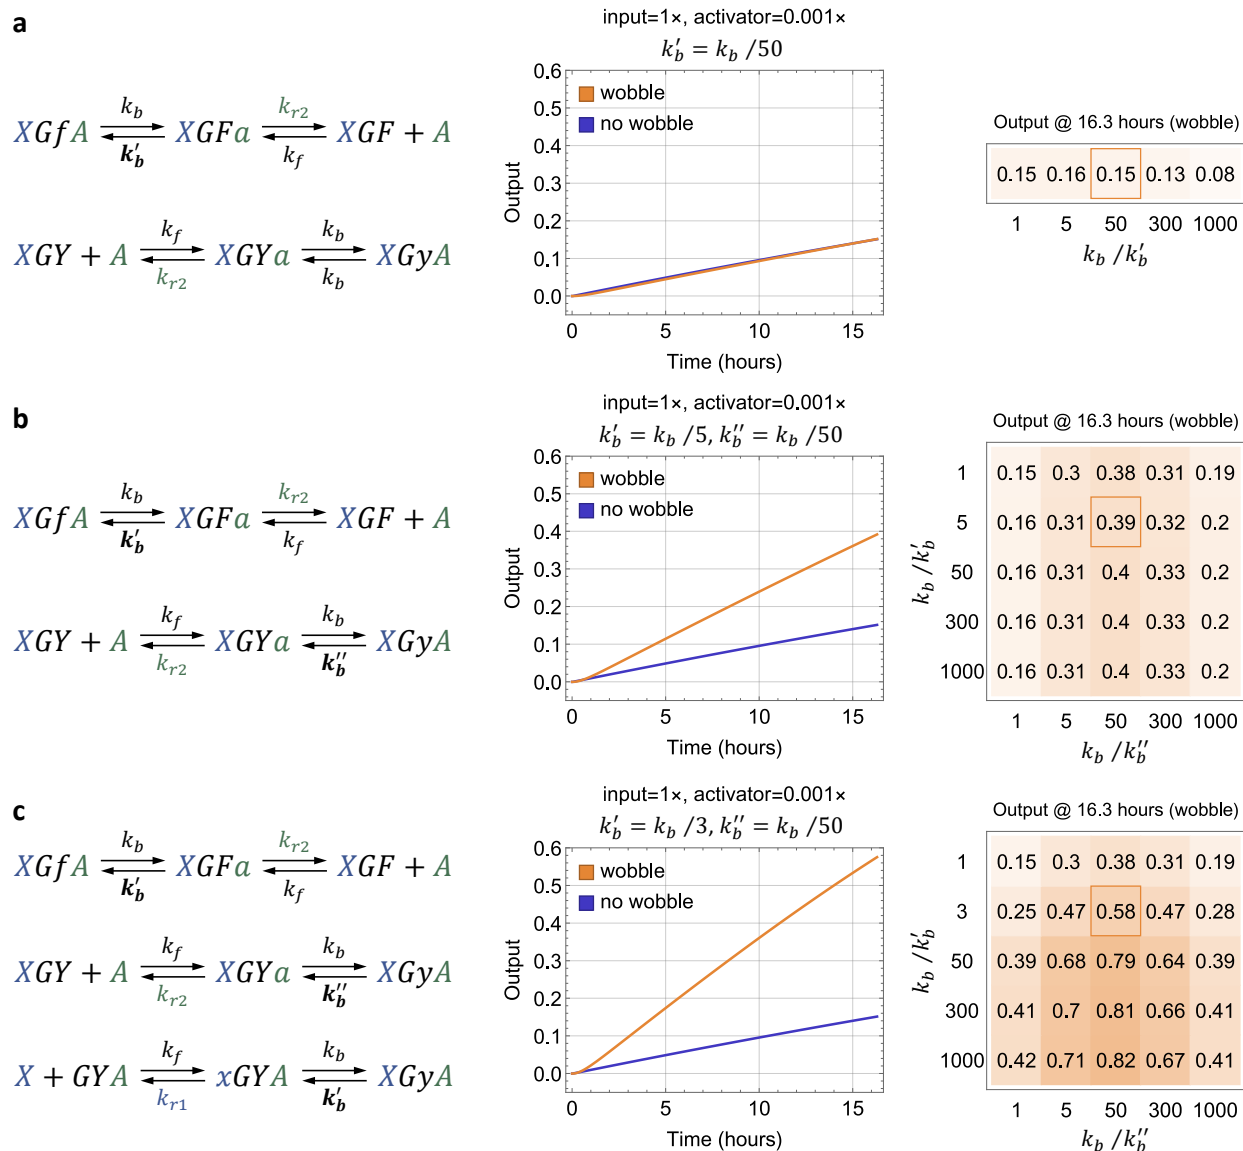 a
XGfA k_b k'_b XGFa k_{r2} k_f XGF + A
XGY + A k_f k_{r2} XGYa k_b k_b XGyA
input=1×, activator=0.001×
k'_b = k_b /50
wobble
no wobble
Output
0.6
0.5
0.4
0.3
0.2
0.1
0.0
0 5 10 15
Time (hours)
Output @ 16.3 hours (wobble)
0.15 0.16 0.15 0.13 0.08
1 5 50 300 1000
k_b /k'_b
b
XGfA k_b k'_b XGFa k_{r2} k_f XGF + A
XGY + A k_f k_{r2} XGYa k_b k''_b XGyA
input=1×, activator=0.001×
k'_b = k_b /5, k''_b = k_b /50
wobble
no wobble
Output
0.6
0.5
0.4
0.3
0.2
0.1
0.0
0 5 10 15
Time (hours)
Output @ 16.3 hours (wobble)
k_b /k'_b
1 0.15 0.3 0.38 0.31 0.19
5 0.16 0.31 0.39 0.32 0.2
50 0.16 0.31 0.4 0.33 0.2
300 0.16 0.31 0.4 0.33 0.2
1000 0.16 0.31 0.4 0.33 0.2
1 5 50 300 1000
k_b /k''_b
c
XGfA k_b k'_b XGFa k_{r2} k_f XGF + A
XGY + A k_f k_{r2} XGYa k_b k''_b XGyA
X + GYA k_f k_{r1} xGYA k_b k'_b XGyA
input=1×, activator=0.001×
k'_b = k_b /3, k''_b = k_b /50
wobble
no wobble
Output
0.6
0.5
0.4
0.3
0.2
0.1
0.0
0 5 10 15
Time (hours)
Output @ 16.3 hours (wobble)
k_b /k'_b
1 0.15 0.3 0.38 0.31 0.19
3 0.25 0.47 0.58 0.47 0.28
50 0.39 0.68 0.79 0.64 0.39
300 0.41 0.7 0.81 0.66 0.41
1000 0.42 0.71 0.82 0.67 0.41
1 5 50 300 1000
k_b /k''_b